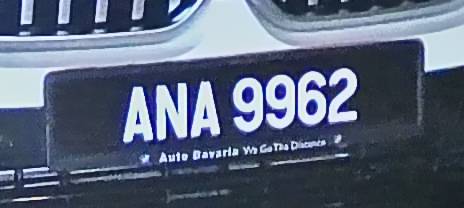 ANA 9962
Auto Bavaria We Go The Distance